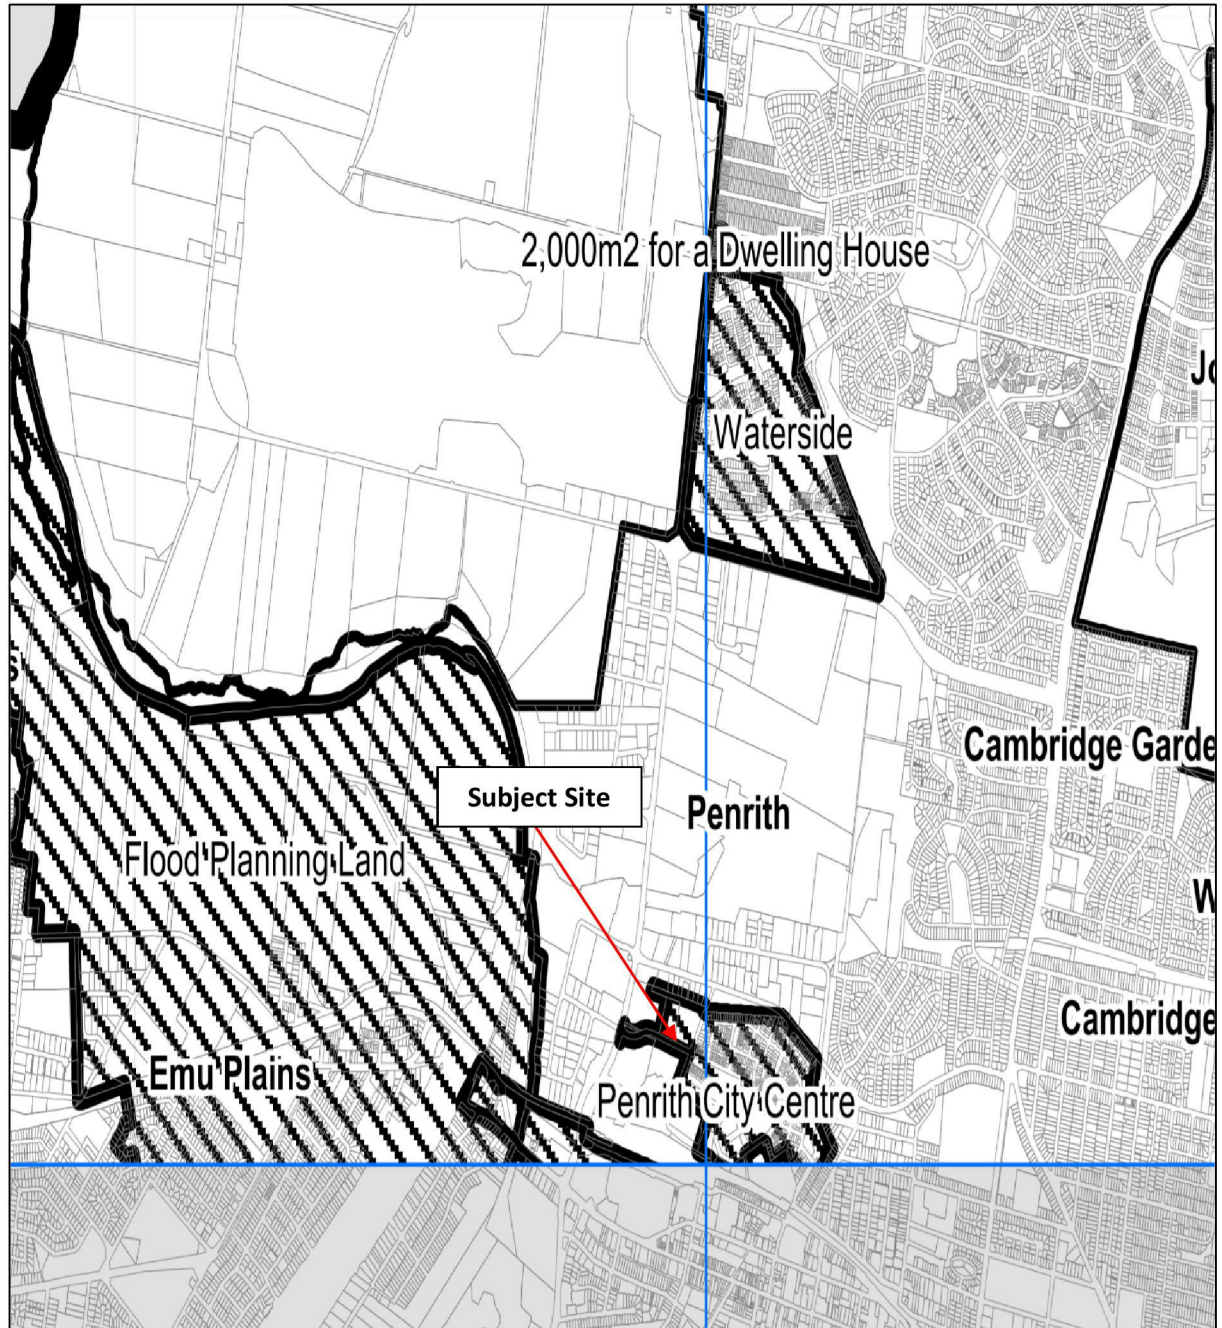 2,000m2 for a Dwelling House
Waterside
Cambridge Garde
Subject Site
Penrith
Flood Planning Land
Cambridge
Emu Plains
Penrith City Centre